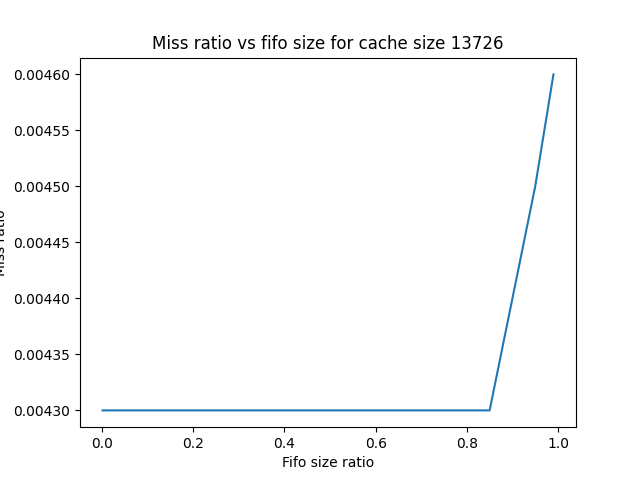 Miss ratio vs fifo size for cache size 13726
0.00460
0.00455
0.00450
0.00445
0.00440
0.00435
0.00430
Miss ratio
0.0 0.2 0.4 0.6 0.8 1.0
Fifo size ratio